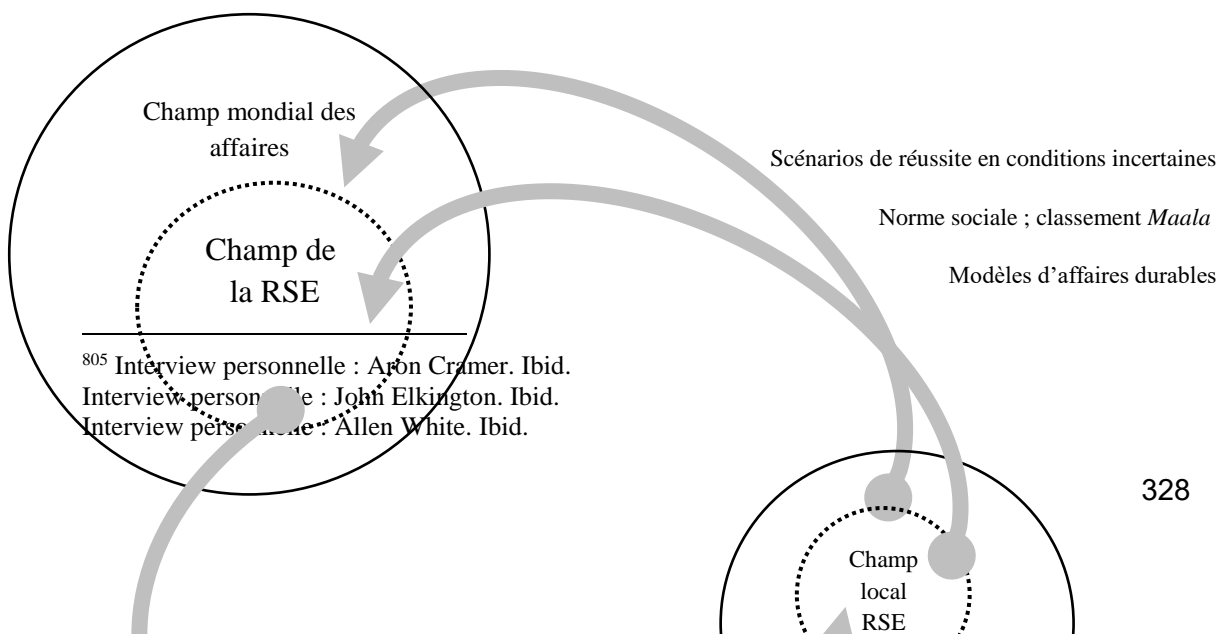 Champ mondial des
affaires
Scénarios de réussite en conditions incertaines
Norme sociale ; classement Maala
Modèles d’affaires durables
Champ de
la RSE
805 Interview personnelle : Aron Cramer. Ibid.
Interview personnelle : John Elkington. Ibid.
Interview personnelle : Allen White. Ibid.
328
Champ
local
RSE